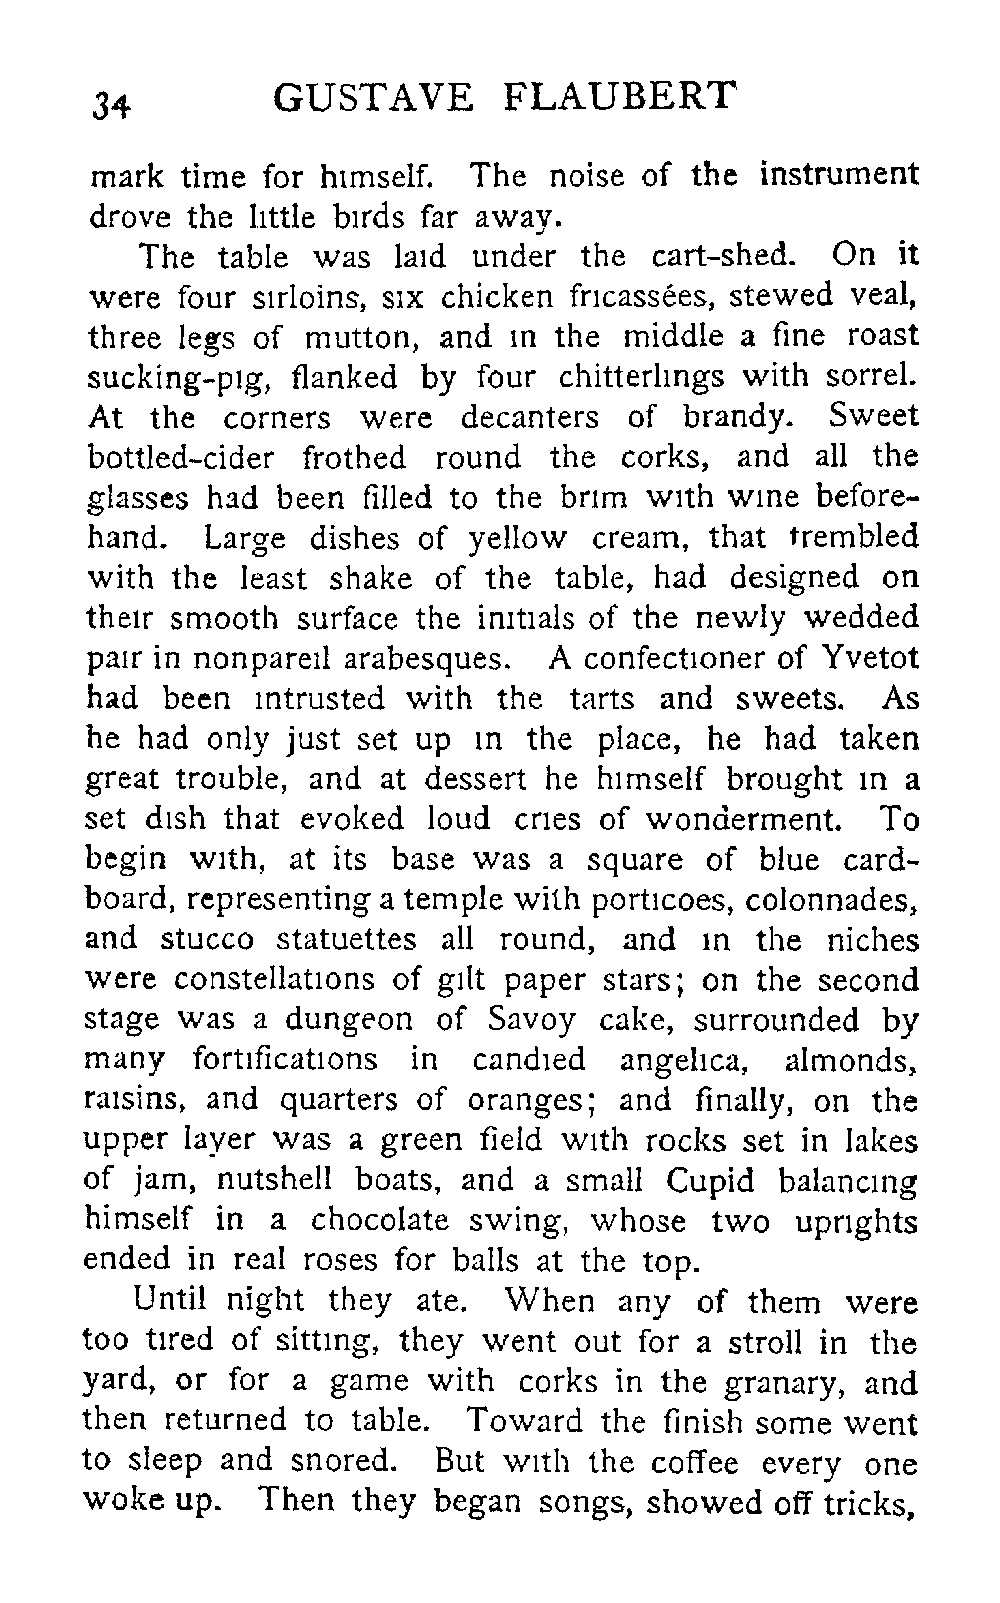 34 GUSTAVE FLAUBERT
mark time for himself. The noise of the instrument
drove the little birds far away.
The table was laid under the cart-shed. On it
were four sirloins, six chicken fricassées, stewed veal,
three legs of mutton, and in the middle a fine roast
sucking-pig, flanked by four chitterlings with sorrel.
At the corners were decanters of brandy. Sweet
bottled-cider frothed round the corks, and all the
glasses had been filled to the brim with wine before-
hand. Large dishes of yellow cream, that trembled
with the least shake of the table, had designed on
their smooth surface the initials of the newly wedded
pair in nonpareil arabesques. A confectioner of Yvetot
had been intrusted with the tarts and sweets. As
he had only just set up in the place, he had taken
great trouble, and at dessert he himself brought in a
set dish that evoked loud cries of wonderment. To
begin with, at its base was a square of blue card-
board, representing a temple with porticoes, colonnades,
and stucco statuettes all round, and in the niches
were constellations of gilt paper stars; on the second
stage was a dungeon of Savoy cake, surrounded by
many fortifications in candied angelica, almonds,
raisins, and quarters of oranges; and finally, on the
upper layer was a green field with rocks set in lakes
of jam, nutshell boats, and a small Cupid balancing
himself in a chocolate swing, whose two uprights
ended in real roses for balls at the top.
Until night they ate. When any of them were
too tired of sitting, they went out for a stroll in the
yard, or for a game with corks in the granary, and
then returned to table. Toward the finish some went
to sleep and snored. But with the coffee every one
woke up. Then they began songs, showed off tricks,